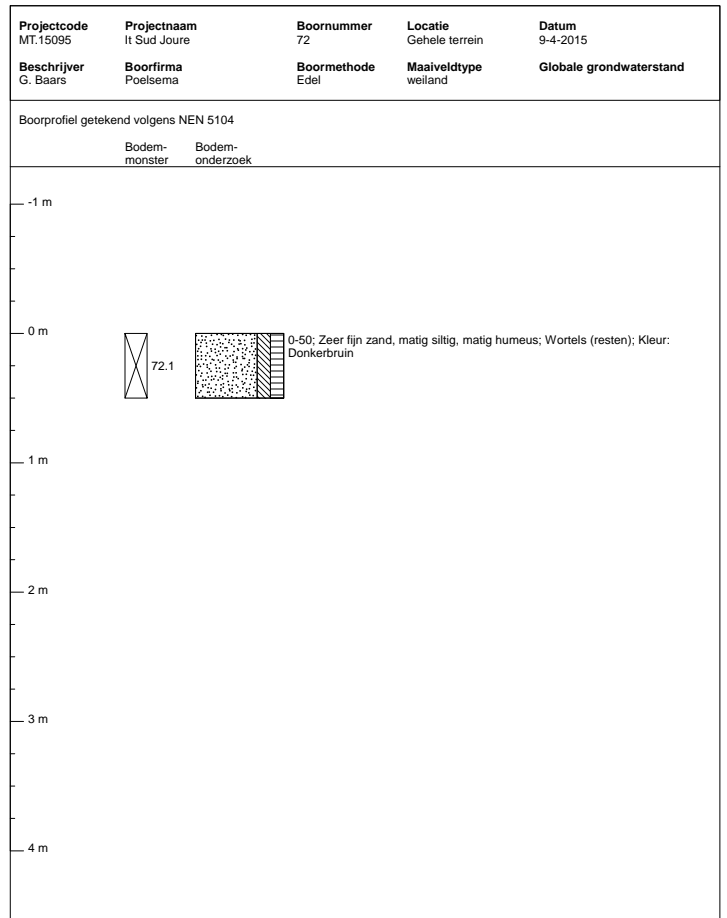 Projectcode Projectnaam Boornummer Locatie Datum
MT.15095 It Sud Joure 72 Gehele terrein 9-4-2015
Beschrijver Boorfirma Boormethode Maaiveldtype Globale grondwaterstand
G. Baars Poelsema Edel weiland
Boorprofiel getekend volgens NEN 5104
Bodem- Bodem-
monster onderzoek
-1 m
0 m
0-50; Zeer fijn zand, matig siltig, matig humeus; Wortels (resten); Kleur:
Donkerbruin
72.1
1 m
2 m
3 m
4 m